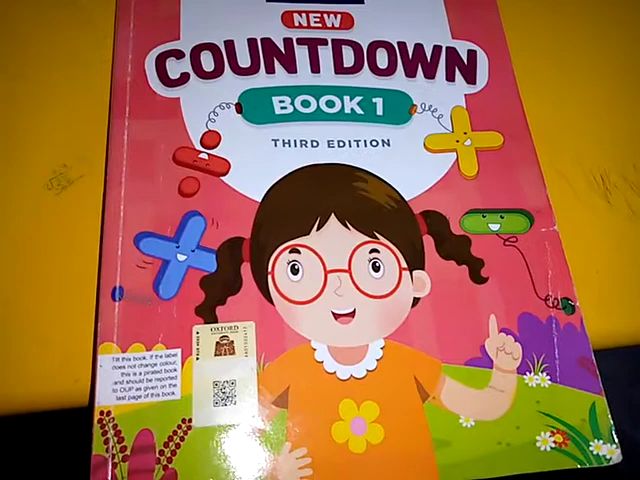 NEW
COUNTDOWN
BOOK 1
THIRD EDITION
OXFORD
Tilt this book. If the label
does not change colour,
this is a pirated book
and should be reported
to OUP as given on the
last page of this book.